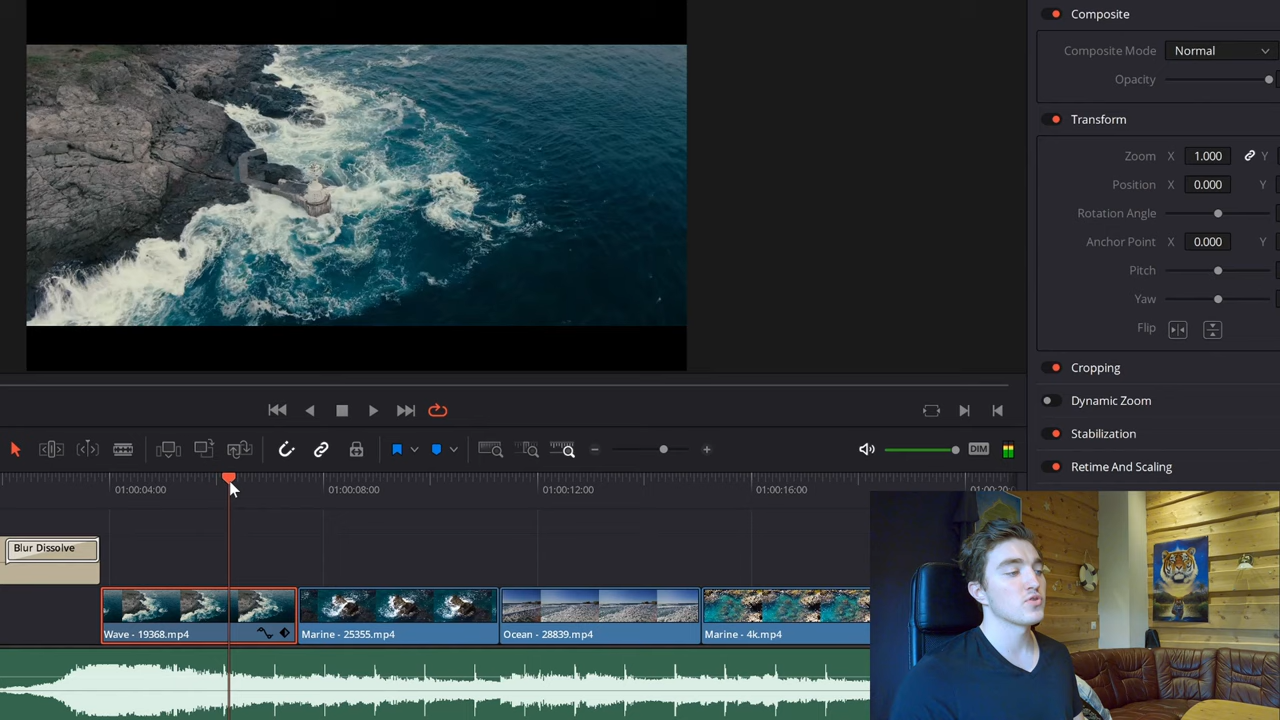 Composite
Composite Mode Normal
Opacity
Transform
Zoom X 1.000 Y
Position X 0.000 Y
Rotation Angle
Anchor Point X 0.000 Y
Pitch
Yaw
Flip
Cropping
Dynamic Zoom
Stabilization
Retime And Scaling
DIM
01:00:04:00 01:00:08:00 01:00:12:00 01:00:16:00 01:00:20:00
Blur Dissolve
Wave - 19368.mp4 Marine - 25355.mp4 Ocean - 28839.mp4 Marine - 4k.mp4